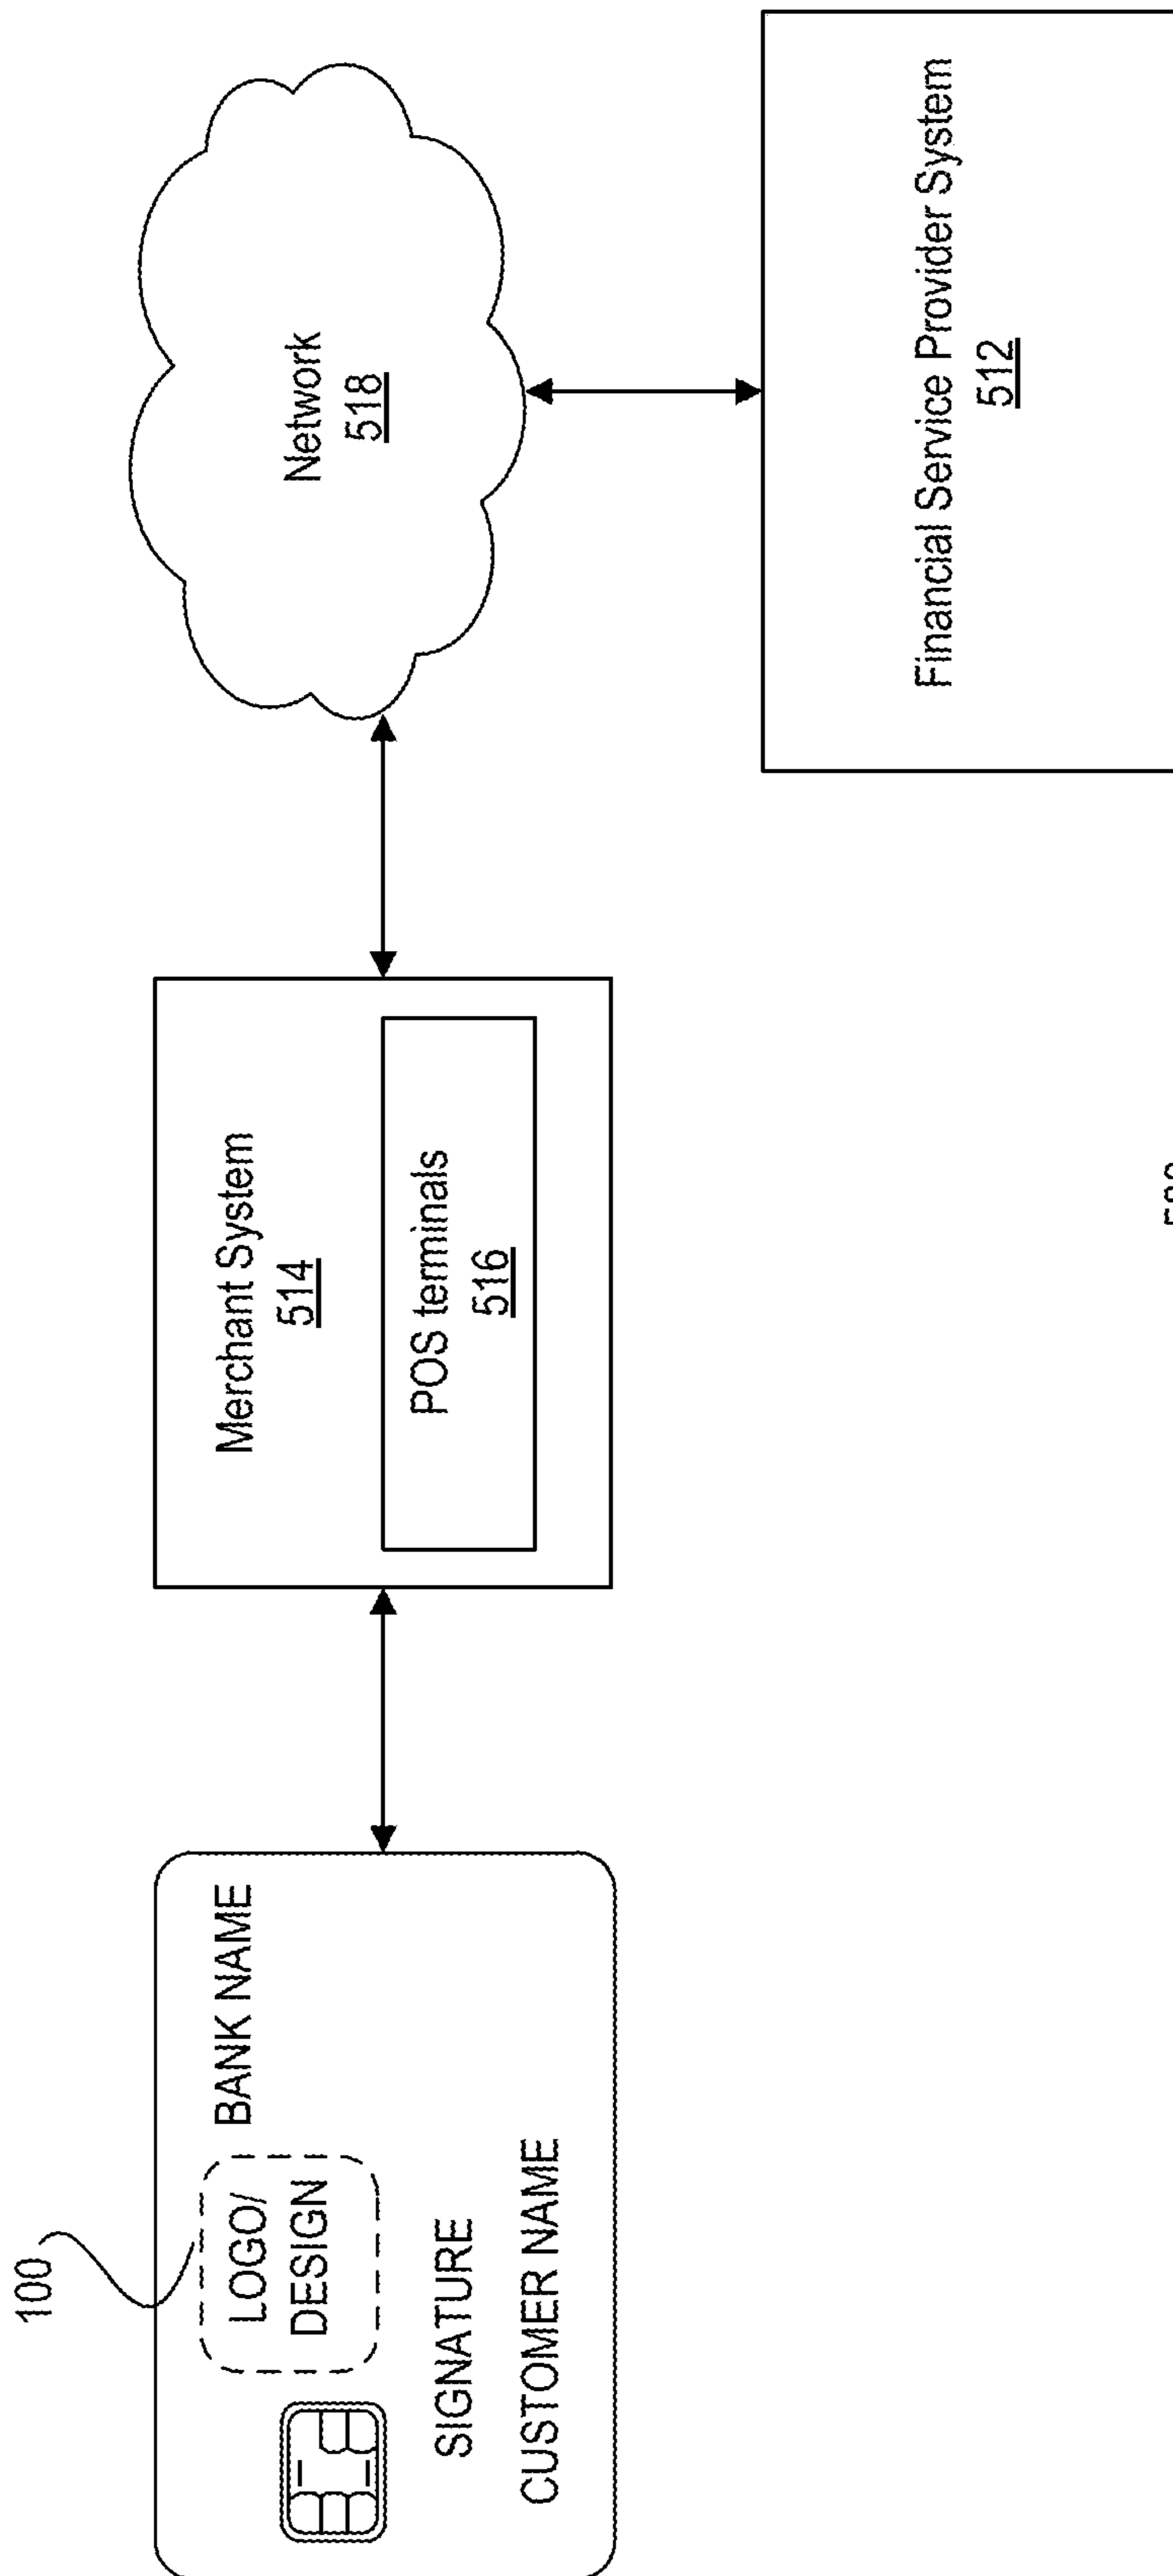 100
LOGO/
DESIGN
BANK NAME
SIGNATURE
CUSTOMER NAME
Merchant System
514
POS terminals
516
Network
518
Financial Service Provider System
512